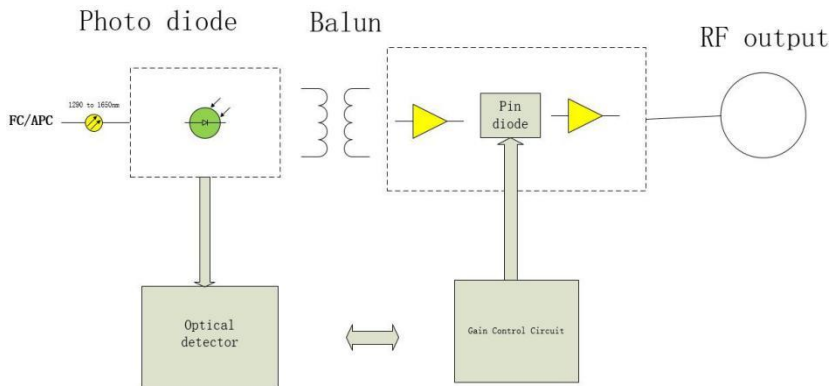 Photo diode
Balun
RF output
1290 to 1650nm
FC/APC
Pin
diode
Optical
detector
Gain Control Circuit